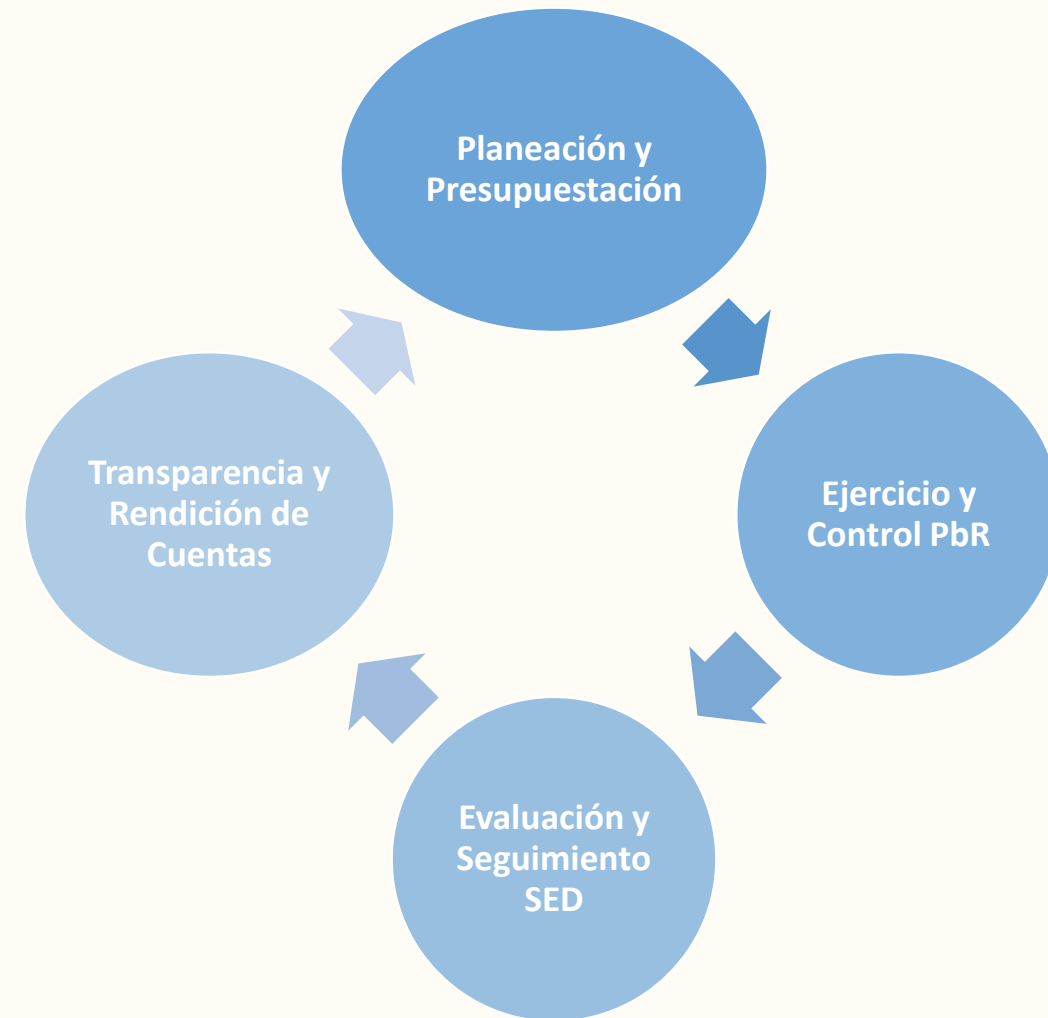 Planeación y
Presupuestación
Ejercicio y
Control PbR
Evaluación y
Seguimiento
SED
Transparencia y
Rendición de
Cuentas